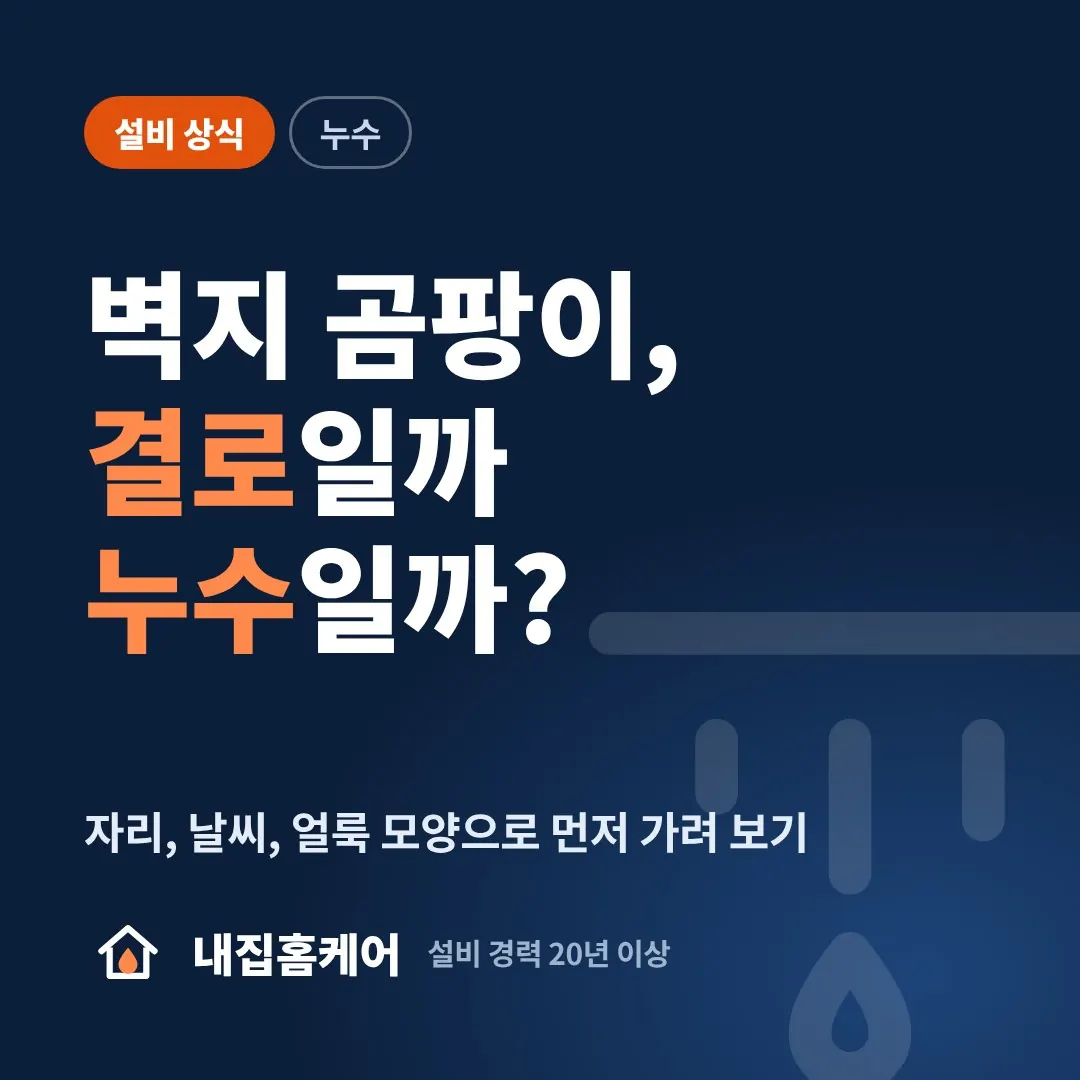 설비 상식 누수
벽지 곰팡이,
결로일까
누수일까?
자리, 날씨, 얼룩 모양으로 먼저 가려 보기
내집홈케어 설비 경력 20년 이상